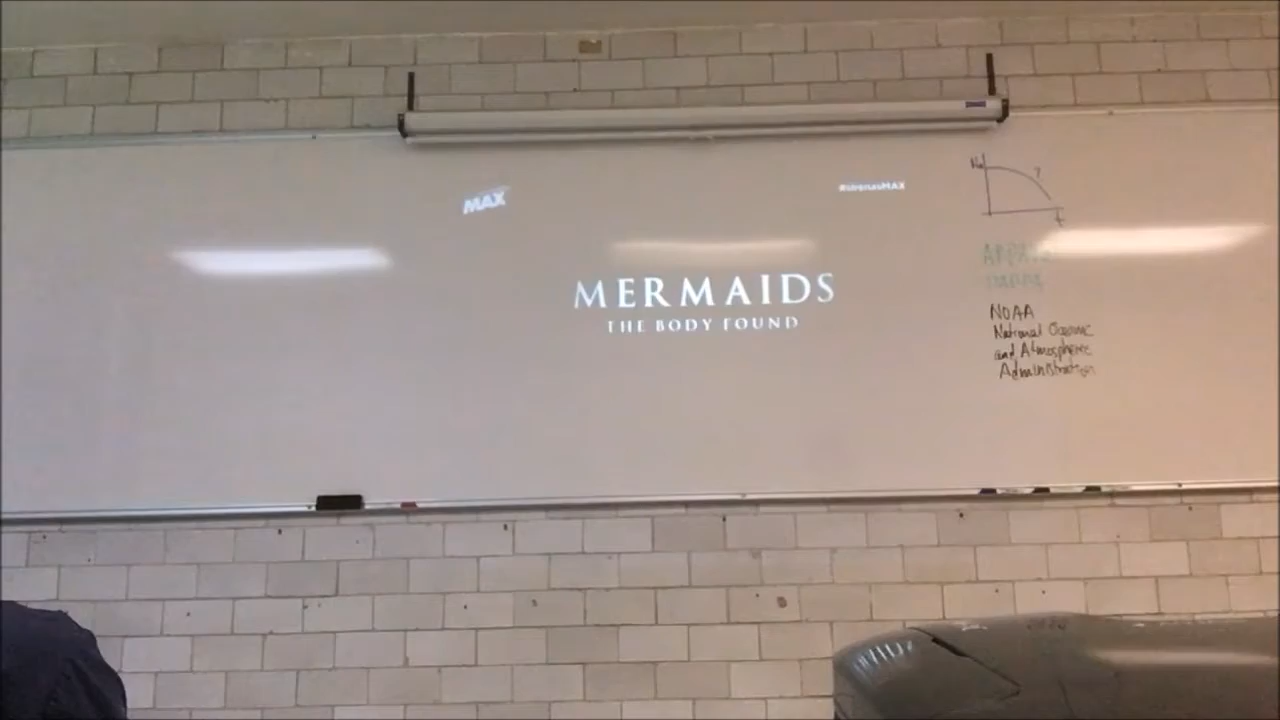 MAX
#sirenasMAX
MERMAIDS
THE BODY FOUND
?
t
NOAA
National Oceanic
and Atmospheric
Administration